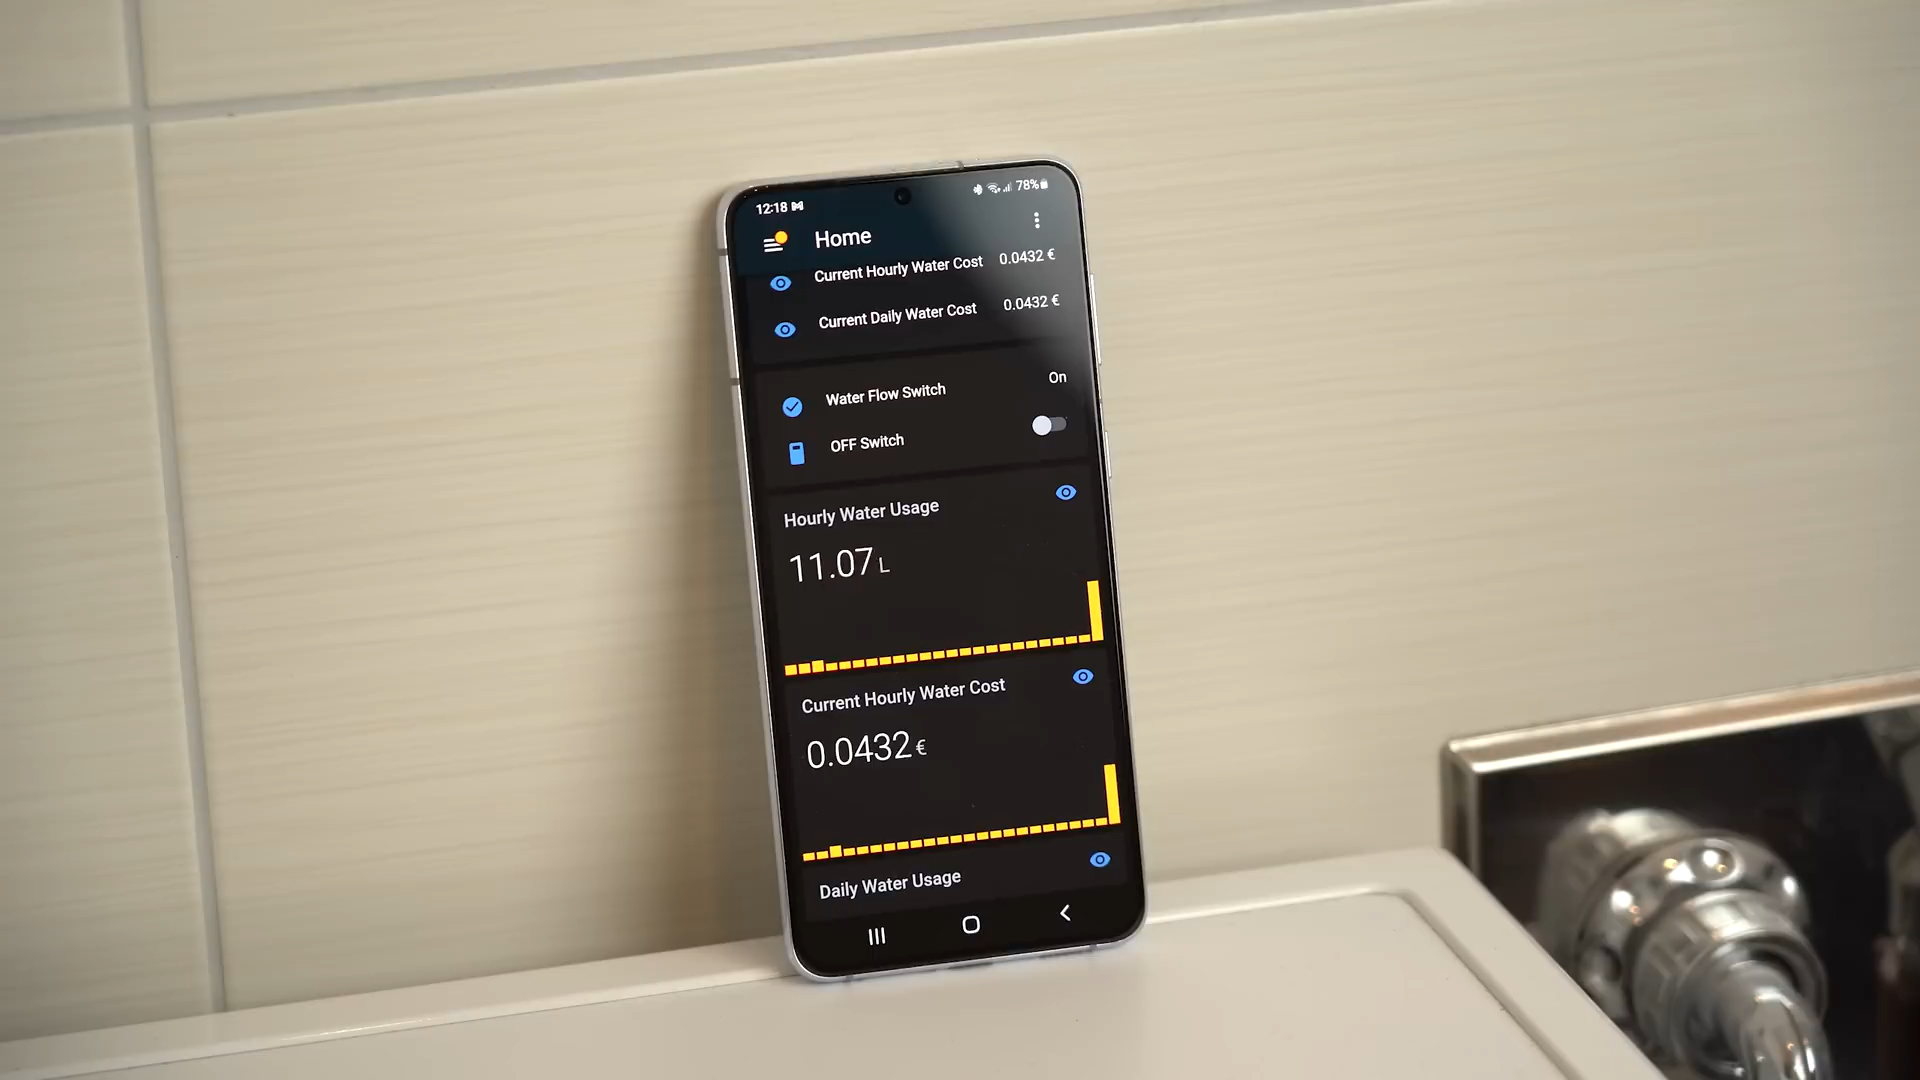 12:18 78%
Home
Current Hourly Water Cost 0.0432 €
Current Daily Water Cost 0.0432 €
Water Flow Switch On
OFF Switch
Hourly Water Usage
11.07 L
Current Hourly Water Cost
0.0432 €
Daily Water Usage